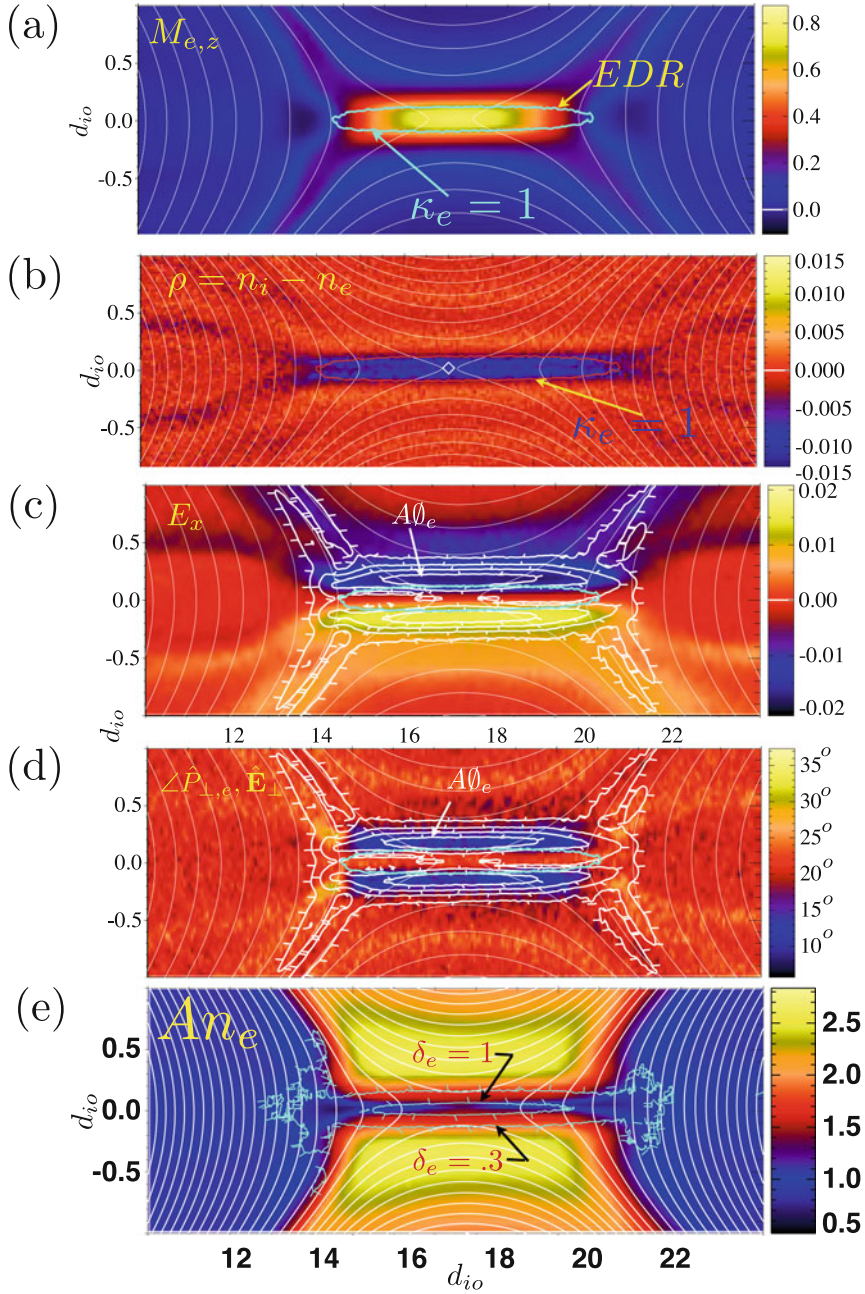 (a)
M_{e,z}
EDR
κ_e = 1
d_{io}
0.5
0.0
-0.5
0.8
0.6
0.4
0.2
0.0
(b)
ρ = n_i − n_e
κ_e = 1
d_{io}
0.5
0.0
-0.5
0.015
0.010
0.005
0.000
-0.005
-0.010
-0.015
(c)
E_x
AØ_e
0.5
0.0
-0.5
d_{io}
12 14 16 18 20 22
0.02
0.01
0.00
-0.01
-0.02
(d)
∠P̂_{⊥,e}, Ê_⊥
AØ_e
0.5
0.0
-0.5
35°
30°
25°
20°
15°
10°
(e)
An_e
δ_e = 1
δ_e = .3
d_{io}
0.5
0.0
-0.5
12 14 16 18 20 22
d_{io}
2.5
2.0
1.5
1.0
0.5